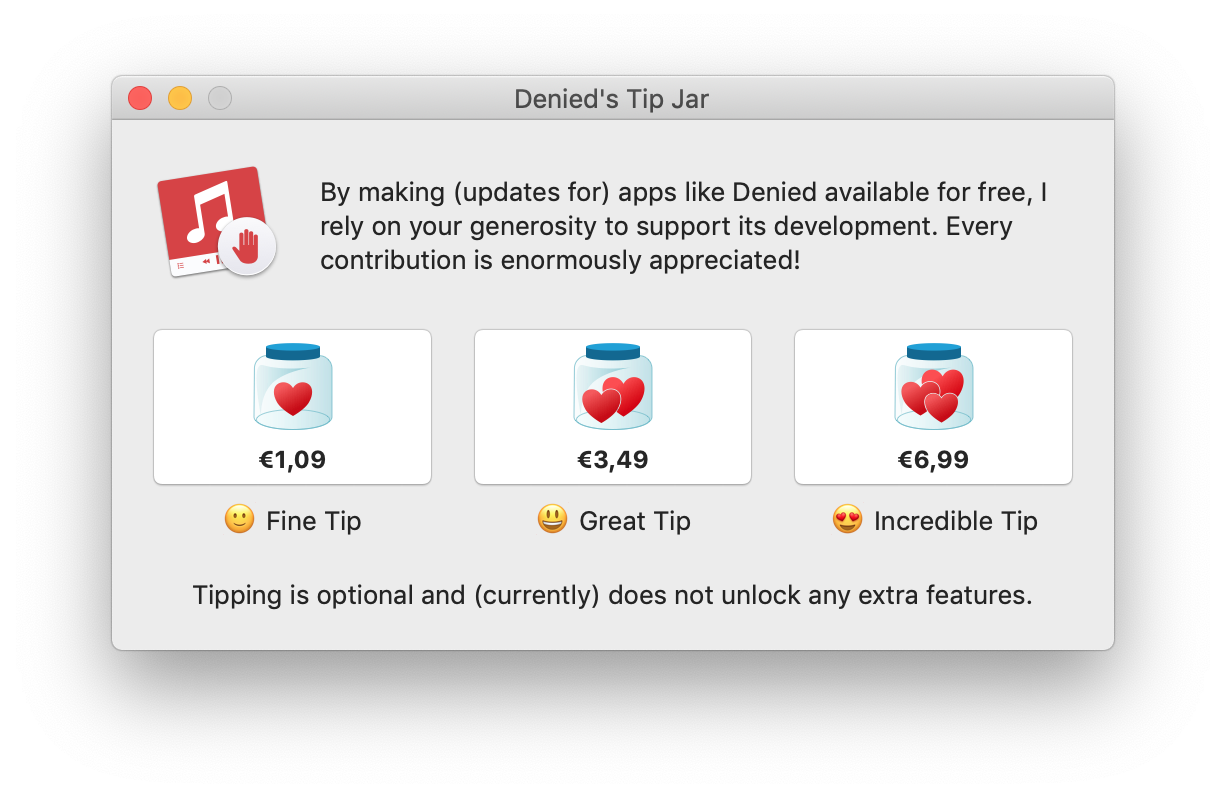 Denied's Tip Jar
By making (updates for) apps like Denied available for free, I
rely on your generosity to support its development. Every
contribution is enormously appreciated!
€1,09
€3,49
€6,99
🙂 Fine Tip
😃 Great Tip
😍 Incredible Tip
Tipping is optional and (currently) does not unlock any extra features.